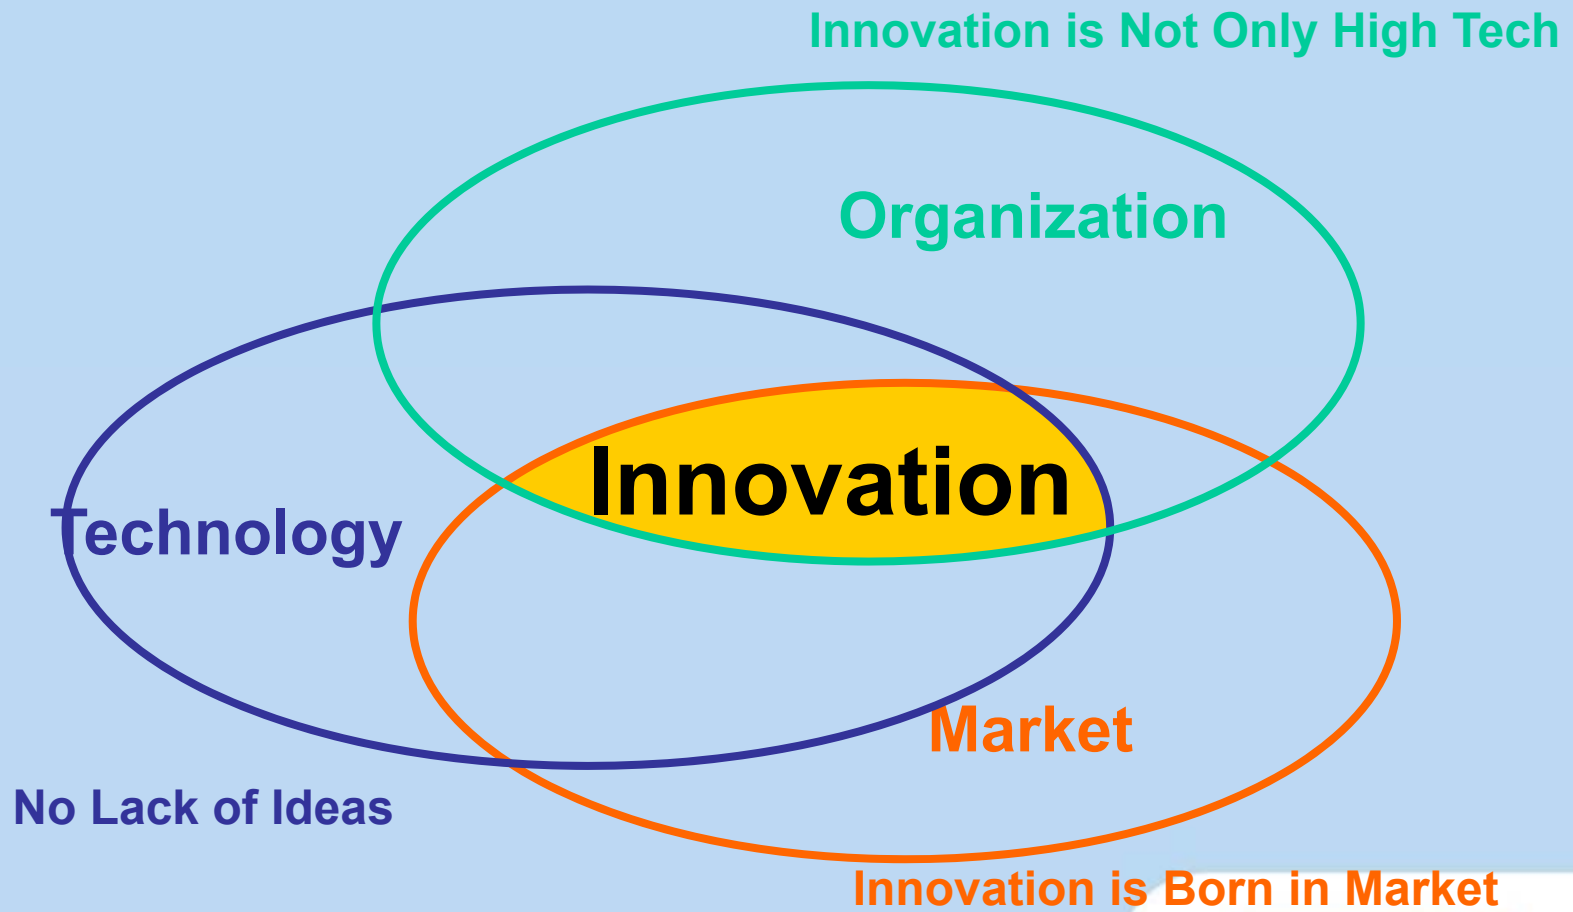 Innovation is Not Only High Tech
Organization
Innovation
Technology
Market
No Lack of Ideas
Innovation is Born in Market